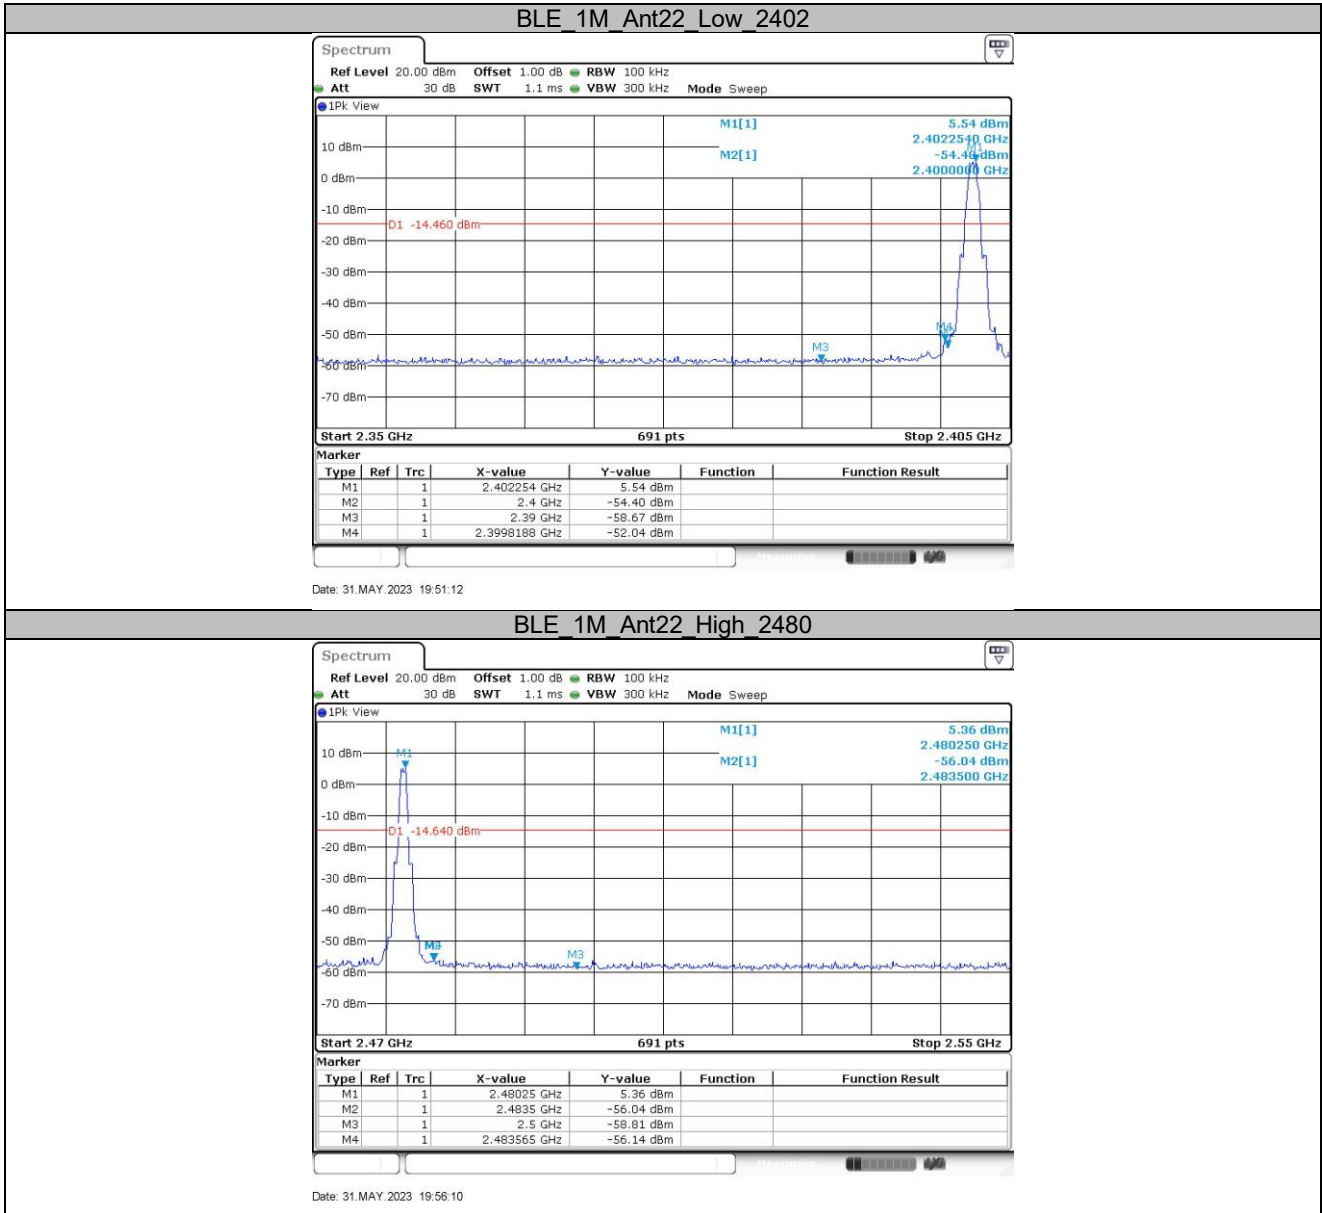 BLE_1M_Ant22_Low_2402
Spectrum
Ref Level 20.00 dBm Offset 1.00 dB RBW 100 kHz
Att 30 dB SWT 1.1 ms VBW 300 kHz Mode Sweep
1Pk View
M1[1] 5.54 dBm
2.4022540 GHz
M1
10 dBm
M2[1] -54.40 dBm
2.4000000 GHz
0 dBm
-10 dBm
D1 -14.460 dBm
-20 dBm
-30 dBm
-40 dBm
M4
-50 dBm
M3
-60 dBm
-70 dBm
Start 2.35 GHz 691 pts Stop 2.405 GHz
Marker
Type Ref Trc X-value Y-value Function Function Result
M1 1 2.402254 GHz 5.54 dBm
M2 1 2.4 GHz -54.40 dBm
M3 1 2.39 GHz -58.67 dBm
M4 1 2.3998188 GHz -52.04 dBm
Measuring
Date: 31.MAY.2023 19:51:12
BLE_1M_Ant22_High_2480
Spectrum
Ref Level 20.00 dBm Offset 1.00 dB RBW 100 kHz
Att 30 dB SWT 1.1 ms VBW 300 kHz Mode Sweep
1Pk View
M1[1] 5.36 dBm
2.480250 GHz
10 dBm
M1
M2[1] -56.04 dBm
2.483500 GHz
0 dBm
-10 dBm
D1 -14.640 dBm
-20 dBm
-30 dBm
-40 dBm
-50 dBm
M3
-60 dBm
-70 dBm
Start 2.47 GHz 691 pts Stop 2.55 GHz
Marker
Type Ref Trc X-value Y-value Function Function Result
M1 1 2.48025 GHz 5.36 dBm
M2 1 2.4835 GHz -56.04 dBm
M3 1 2.5 GHz -58.81 dBm
M4 1 2.483565 GHz -56.14 dBm
Measuring
Date: 31.MAY.2023 19:56:10